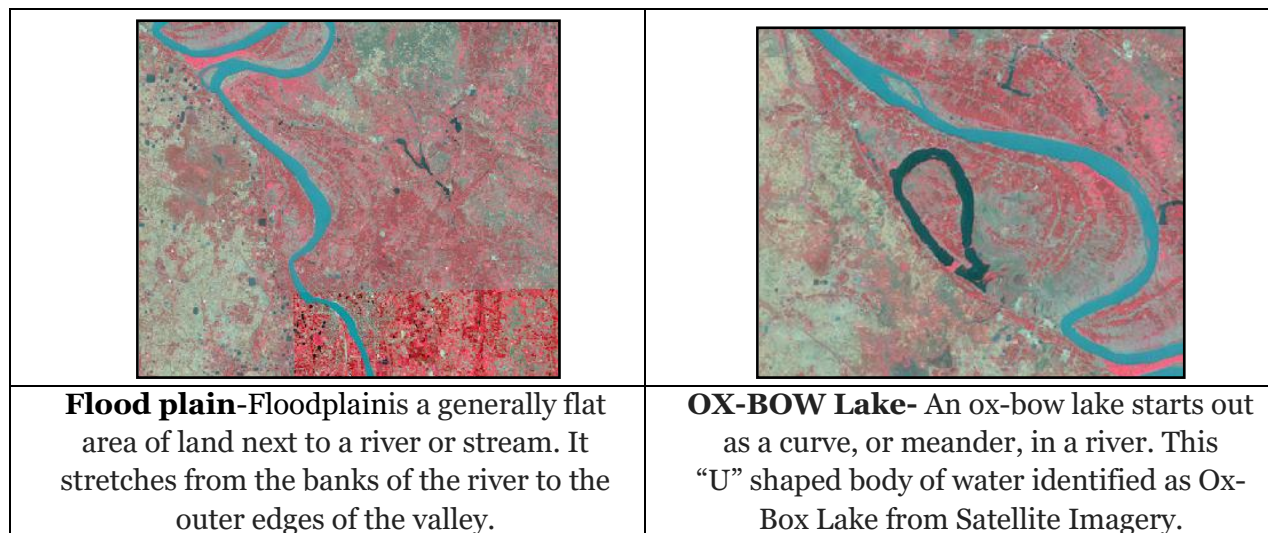 Flood plain-Floodplainis a generally flat
area of land next to a river or stream. It
stretches from the banks of the river to the
outer edges of the valley.
OX-BOW Lake- An ox-bow lake starts out
as a curve, or meander, in a river. This
“U” shaped body of water identified as Ox-
Box Lake from Satellite Imagery.